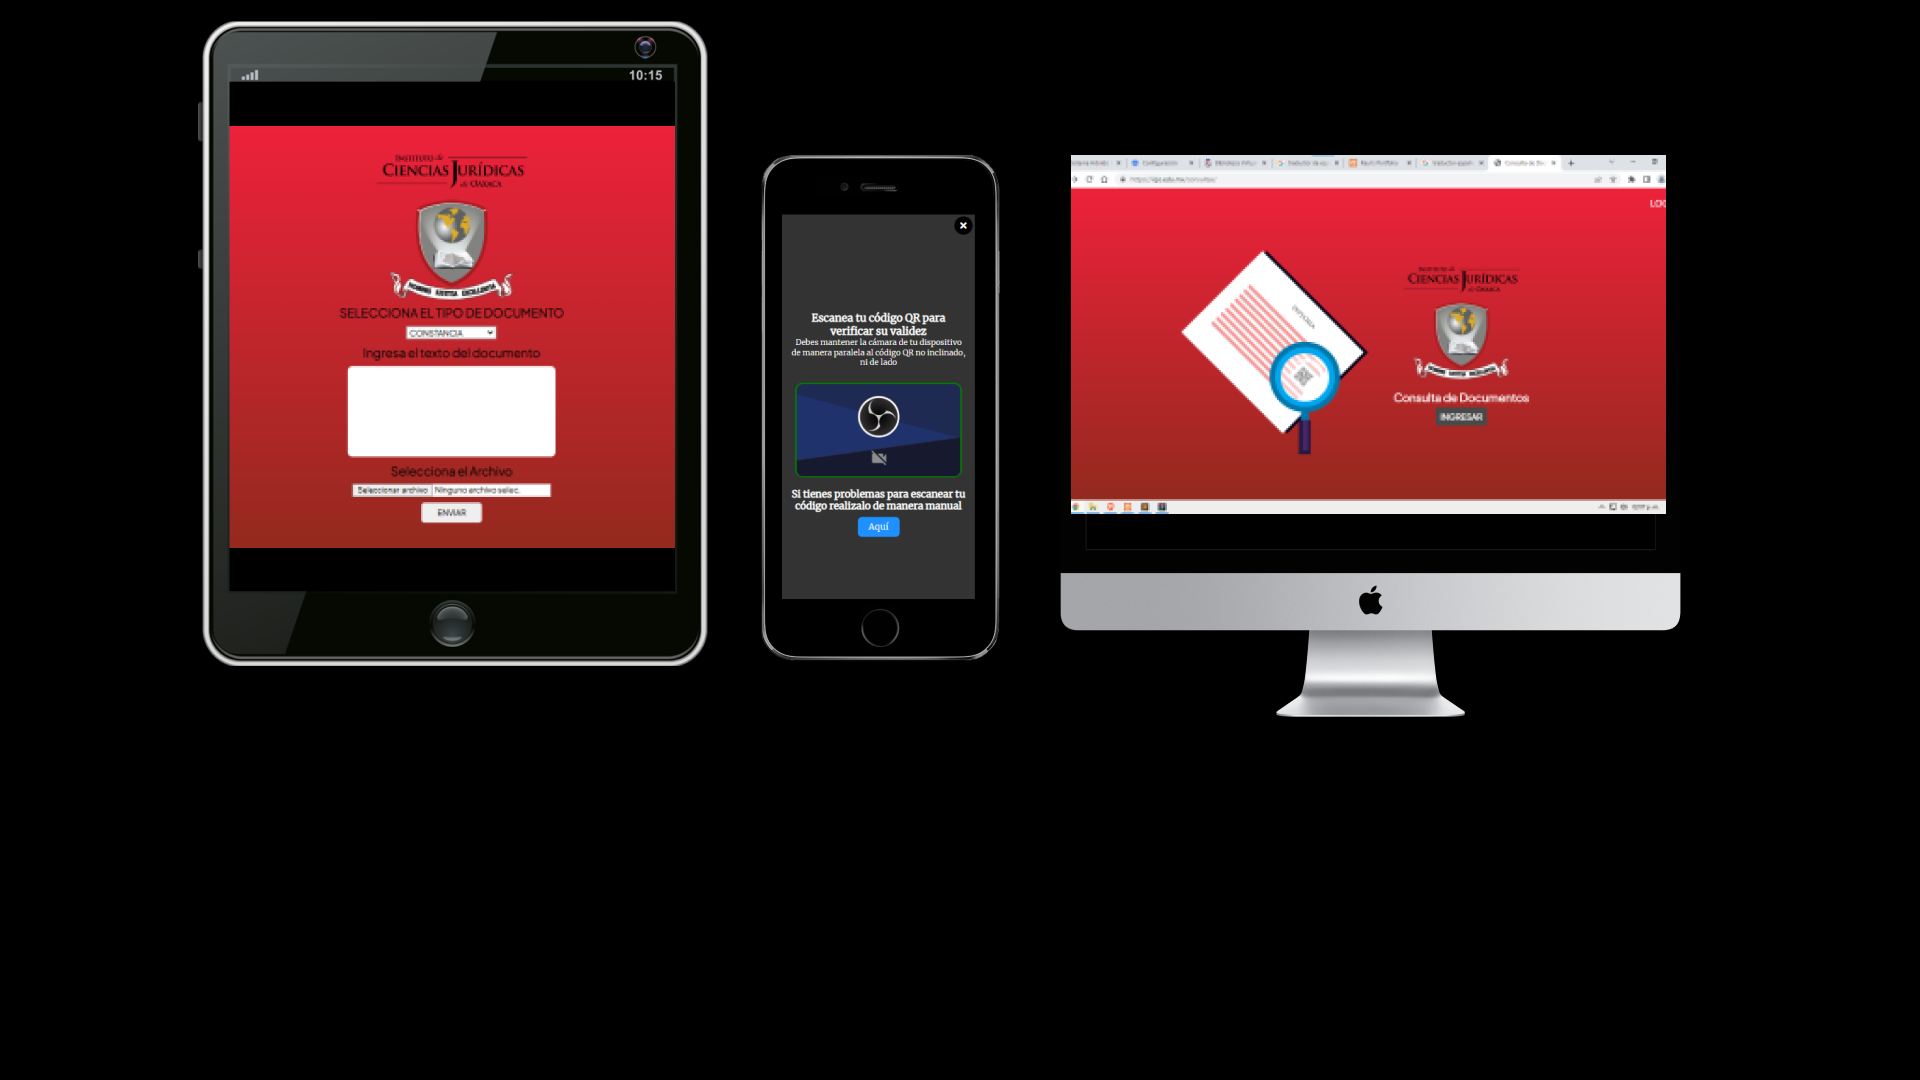 10:15
INSTITUTO de
CIENCIAS JURÍDICAS
de OAXACA
SELECCIONA EL TIPO DE DOCUMENTO
CONSTANCIA
Ingresa el texto del documento
Selecciona el Archivo
Seleccionar archivo Ninguno archivo selec.
ENVIAR
Escanea tu código QR para
verificar su validez
Debes mantener la cámara de tu dispositivo
de manera paralela al código QR no inclinado,
ni de lado
Si tienes problemas para escanear tu
código realizalo de manera manual
Aquí
Configuración
LOG
INSTITUTO de
CIENCIAS JURÍDICAS
de OAXACA
Consulta de Documentos
INGRESAR